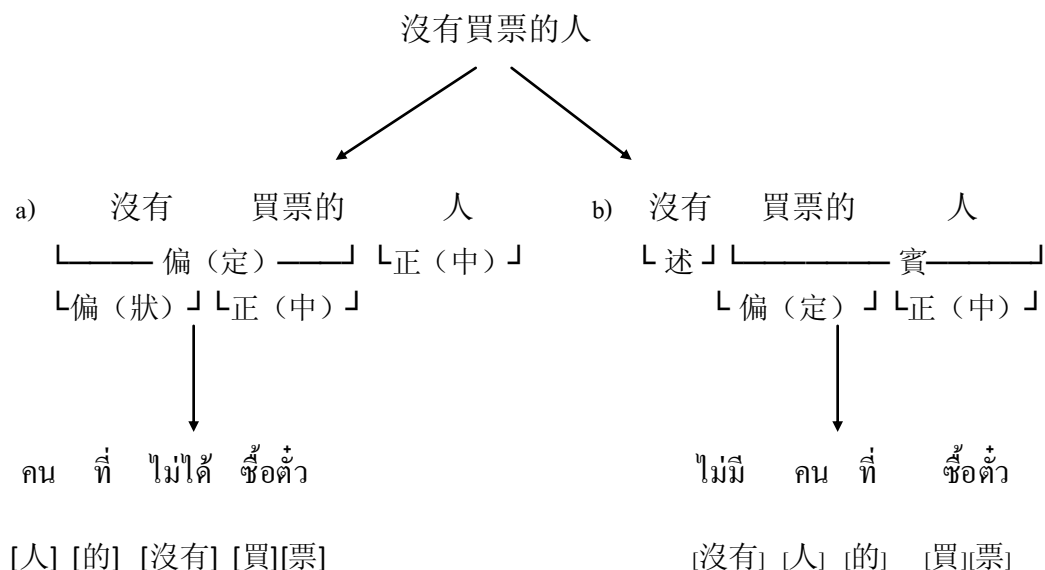 沒有買票的人
a) 沒有 買票的 人 b) 沒有 買票的 人
偏（定） 正（中） 述 賓
偏（狀） 正（中） 偏（定） 正（中）
คน ที่ ไม่ได้ ซื้อตั๋ว ไม่มี คน ที่ ซื้อตั๋ว
[人] [的] [沒有] [買][票] [沒有] [人] [的] [買][票]